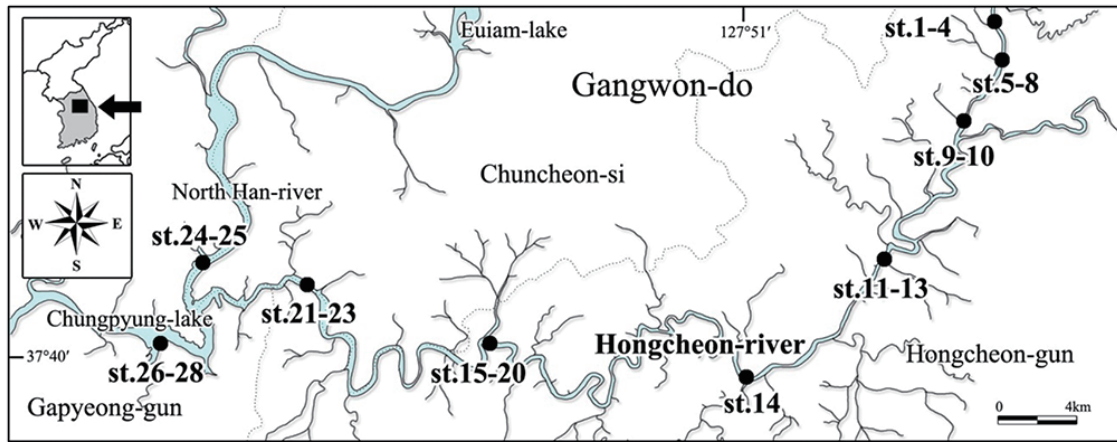 Euiam-lake
127°51′
st.1-4
st.5-8
Gangwon-do
st.9-10
Chuncheon-si
North Han-river
N
W E
S
st.24-25
st.11-13
st.21-23
Chungpyung-lake
Hongcheon-river
Hongcheon-gun
37°40′
st.26-28
st.15-20
st.14
Gapyeong-gun
0 4km